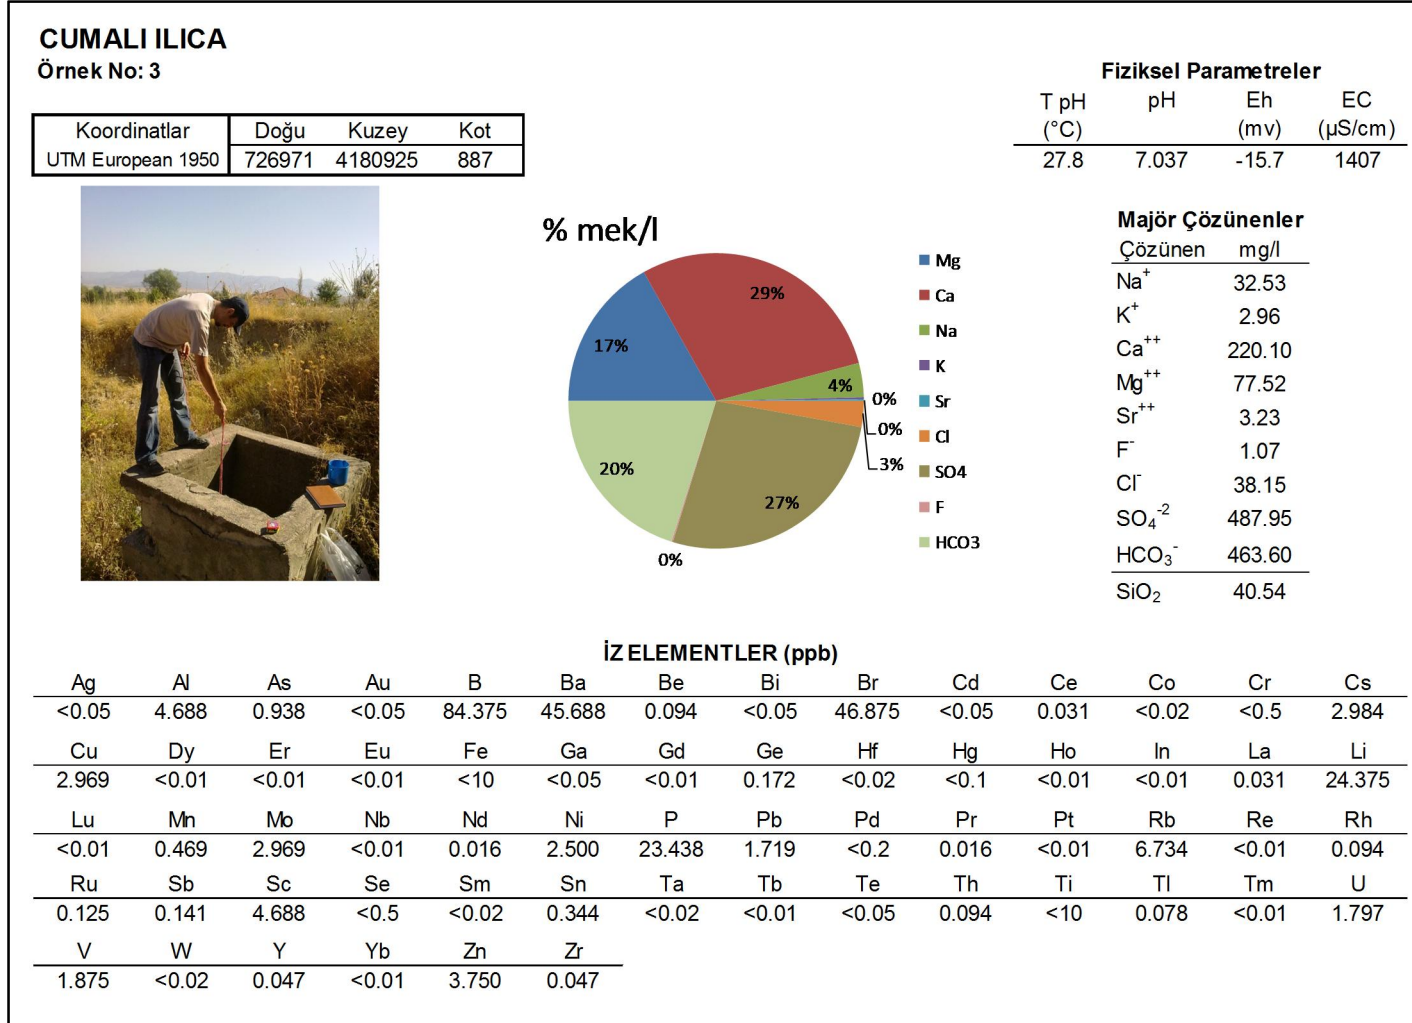 CUMALI ILICA
Örnek No: 3
Fiziksel Parametreler
T pH pH Eh EC
(°C) (mv) (µS/cm)
27.8 7.037 -15.7 1407
Koordinatlar Doğu Kuzey Kot
UTM European 1950 726971 4180925 887
% mek/l
29%
17%
4%
0%
0%
3%
20%
27%
0%
Mg
Ca
Na
K
Sr
Cl
SO4
F
HCO3
Majör Çözünenler
Çözünen mg/l
Na⁺ 32.53
K⁺ 2.96
Ca⁺⁺ 220.10
Mg⁺⁺ 77.52
Sr⁺⁺ 3.23
F⁻ 1.07
Cl⁻ 38.15
SO₄⁻² 487.95
HCO₃⁻ 463.60
SiO₂ 40.54
İZ ELEMENTLER (ppb)
Ag Al As Au B Ba Be Bi Br Cd Ce Co Cr Cs
<0.05 4.688 0.938 <0.05 84.375 45.688 0.094 <0.05 46.875 <0.05 0.031 <0.02 <0.5 2.984
Cu Dy Er Eu Fe Ga Gd Ge Hf Hg Ho In La Li
2.969 <0.01 <0.01 <0.01 <10 <0.05 <0.01 0.172 <0.02 <0.1 <0.01 <0.01 0.031 24.375
Lu Mn Mo Nb Nd Ni P Pb Pd Pr Pt Rb Re Rh
<0.01 0.469 2.969 <0.01 0.016 2.500 23.438 1.719 <0.2 0.016 <0.01 6.734 <0.01 0.094
Ru Sb Sc Se Sm Sn Ta Tb Te Th Ti Tl Tm U
0.125 0.141 4.688 <0.5 <0.02 0.344 <0.02 <0.01 <0.05 0.094 <10 0.078 <0.01 1.797
V W Y Yb Zn Zr
1.875 <0.02 0.047 <0.01 3.750 0.047